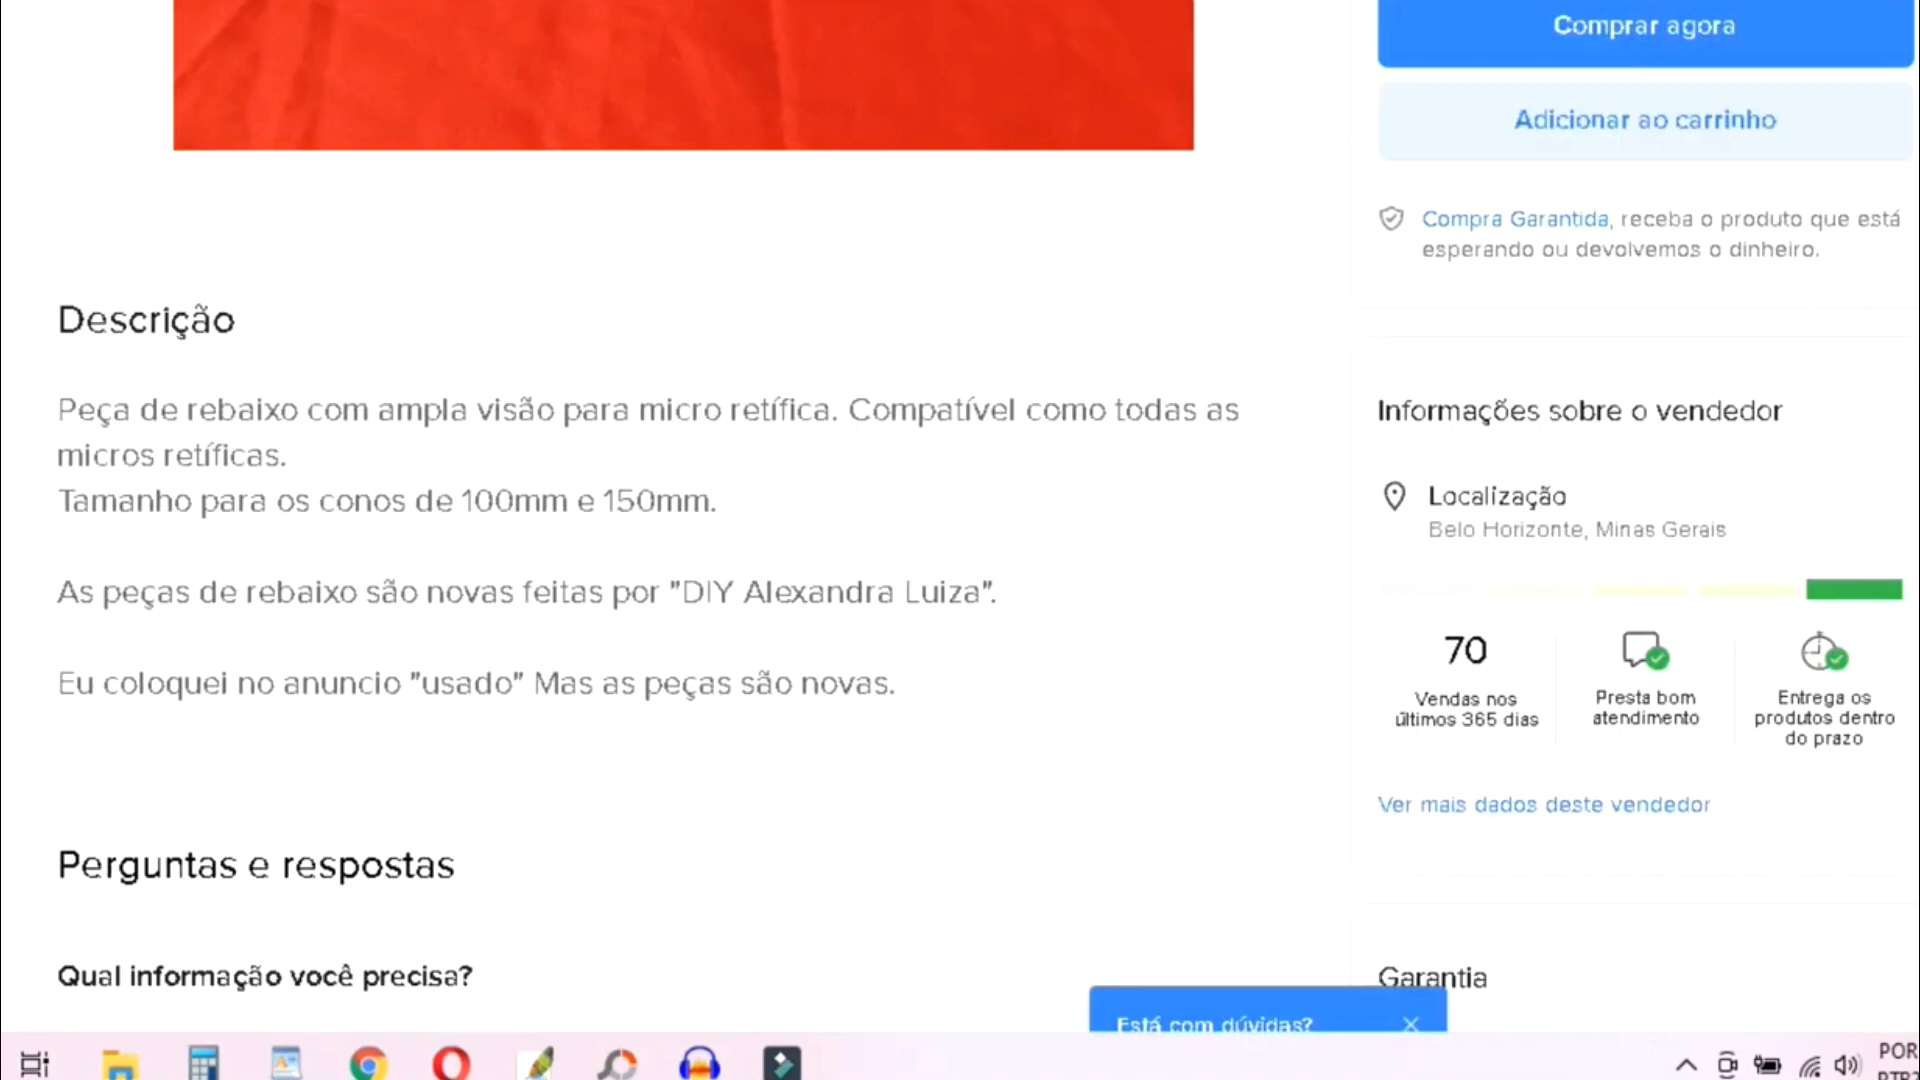 Comprar agora
Adicionar ao carrinho
Compra Garantida, receba o produto que está
esperando ou devolvemos o dinheiro.
Descrição
Peça de rebaixo com ampla visão para micro retífica. Compatível como todas as
micros retíficas.
Tamanho para os conos de 100mm e 150mm.
As peças de rebaixo são novas feitas por "DIY Alexandra Luiza".
Eu coloquei no anuncio "usado" Mas as peças são novas.
Informações sobre o vendedor
Localização
Belo Horizonte, Minas Gerais
70
Vendas nos
últimos 365 dias
Presta bom
atendimento
Entrega os
produtos dentro
do prazo
Ver mais dados deste vendedor
Perguntas e respostas
Qual informação você precisa?
Garantia
Está com dúvidas?
POR